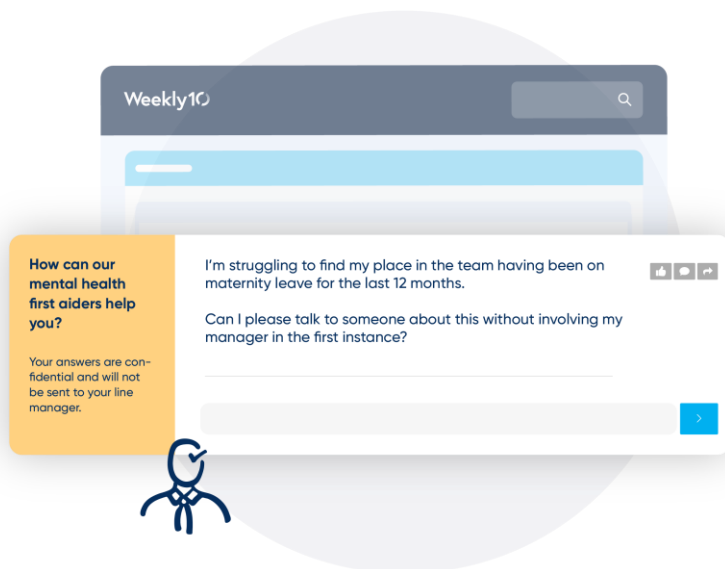 Weekly10
How can our
mental health
first aiders help
you?
Your answers are con-
fidential and will not
be sent to your line
manager.
I'm struggling to find my place in the team having been on
maternity leave for the last 12 months.
Can I please talk to someone about this without involving my
manager in the first instance?